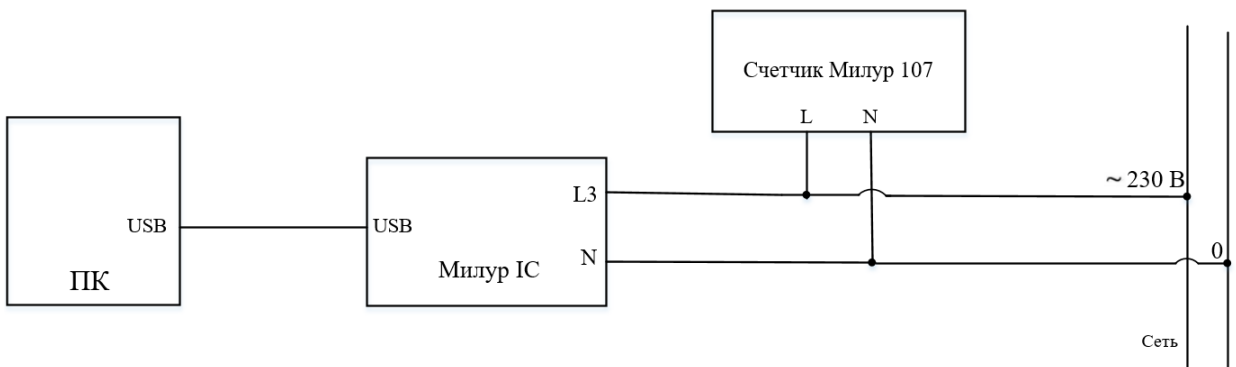 Счетчик Милур 107
L N
~ 230 В
L3
USB
USB
N
0
Милур IC
ПК
Сеть